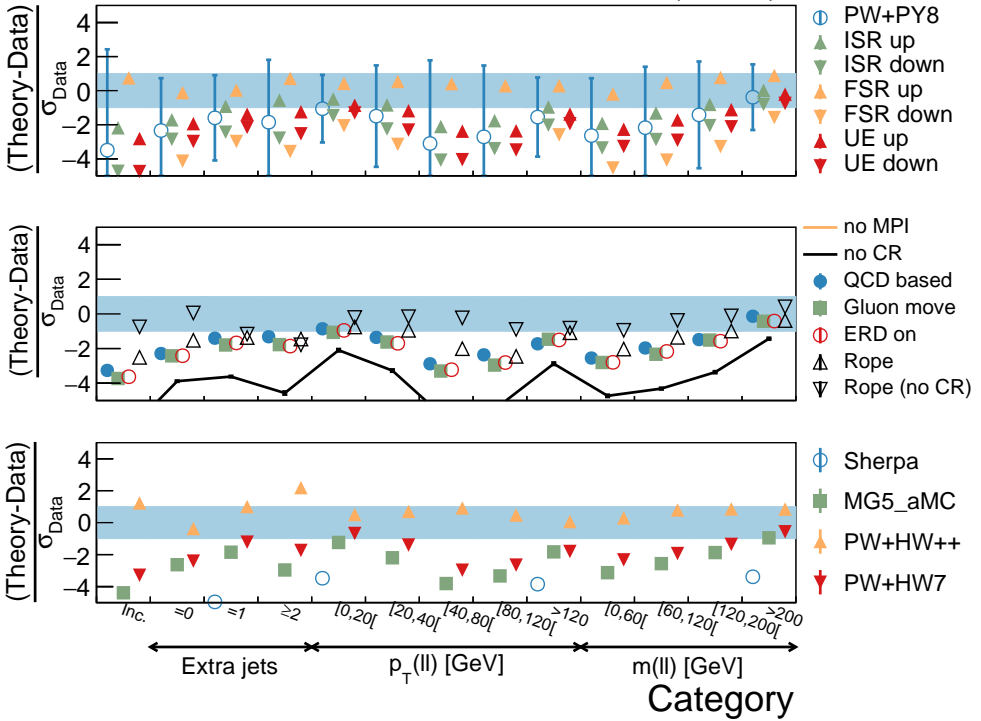 (Theory-Data)
σData
4
2
0
−2
−4
PW+PY8
ISR up
ISR down
FSR up
FSR down
UE up
UE down
(Theory-Data)
σData
4
2
0
−2
−4
no MPI
no CR
QCD based
Gluon move
ERD on
Rope
Rope (no CR)
(Theory-Data)
σData
4
2
0
−2
−4
Sherpa
MG5_aMC
PW+HW++
PW+HW7
Inc. =0 =1 ≥2 [0,20[ [20,40[ [40,80[ [80,120[ >120 [0,60[ [60,120[ [120,200[ >200
Extra jets pT(ll) [GeV] m(ll) [GeV]
Category